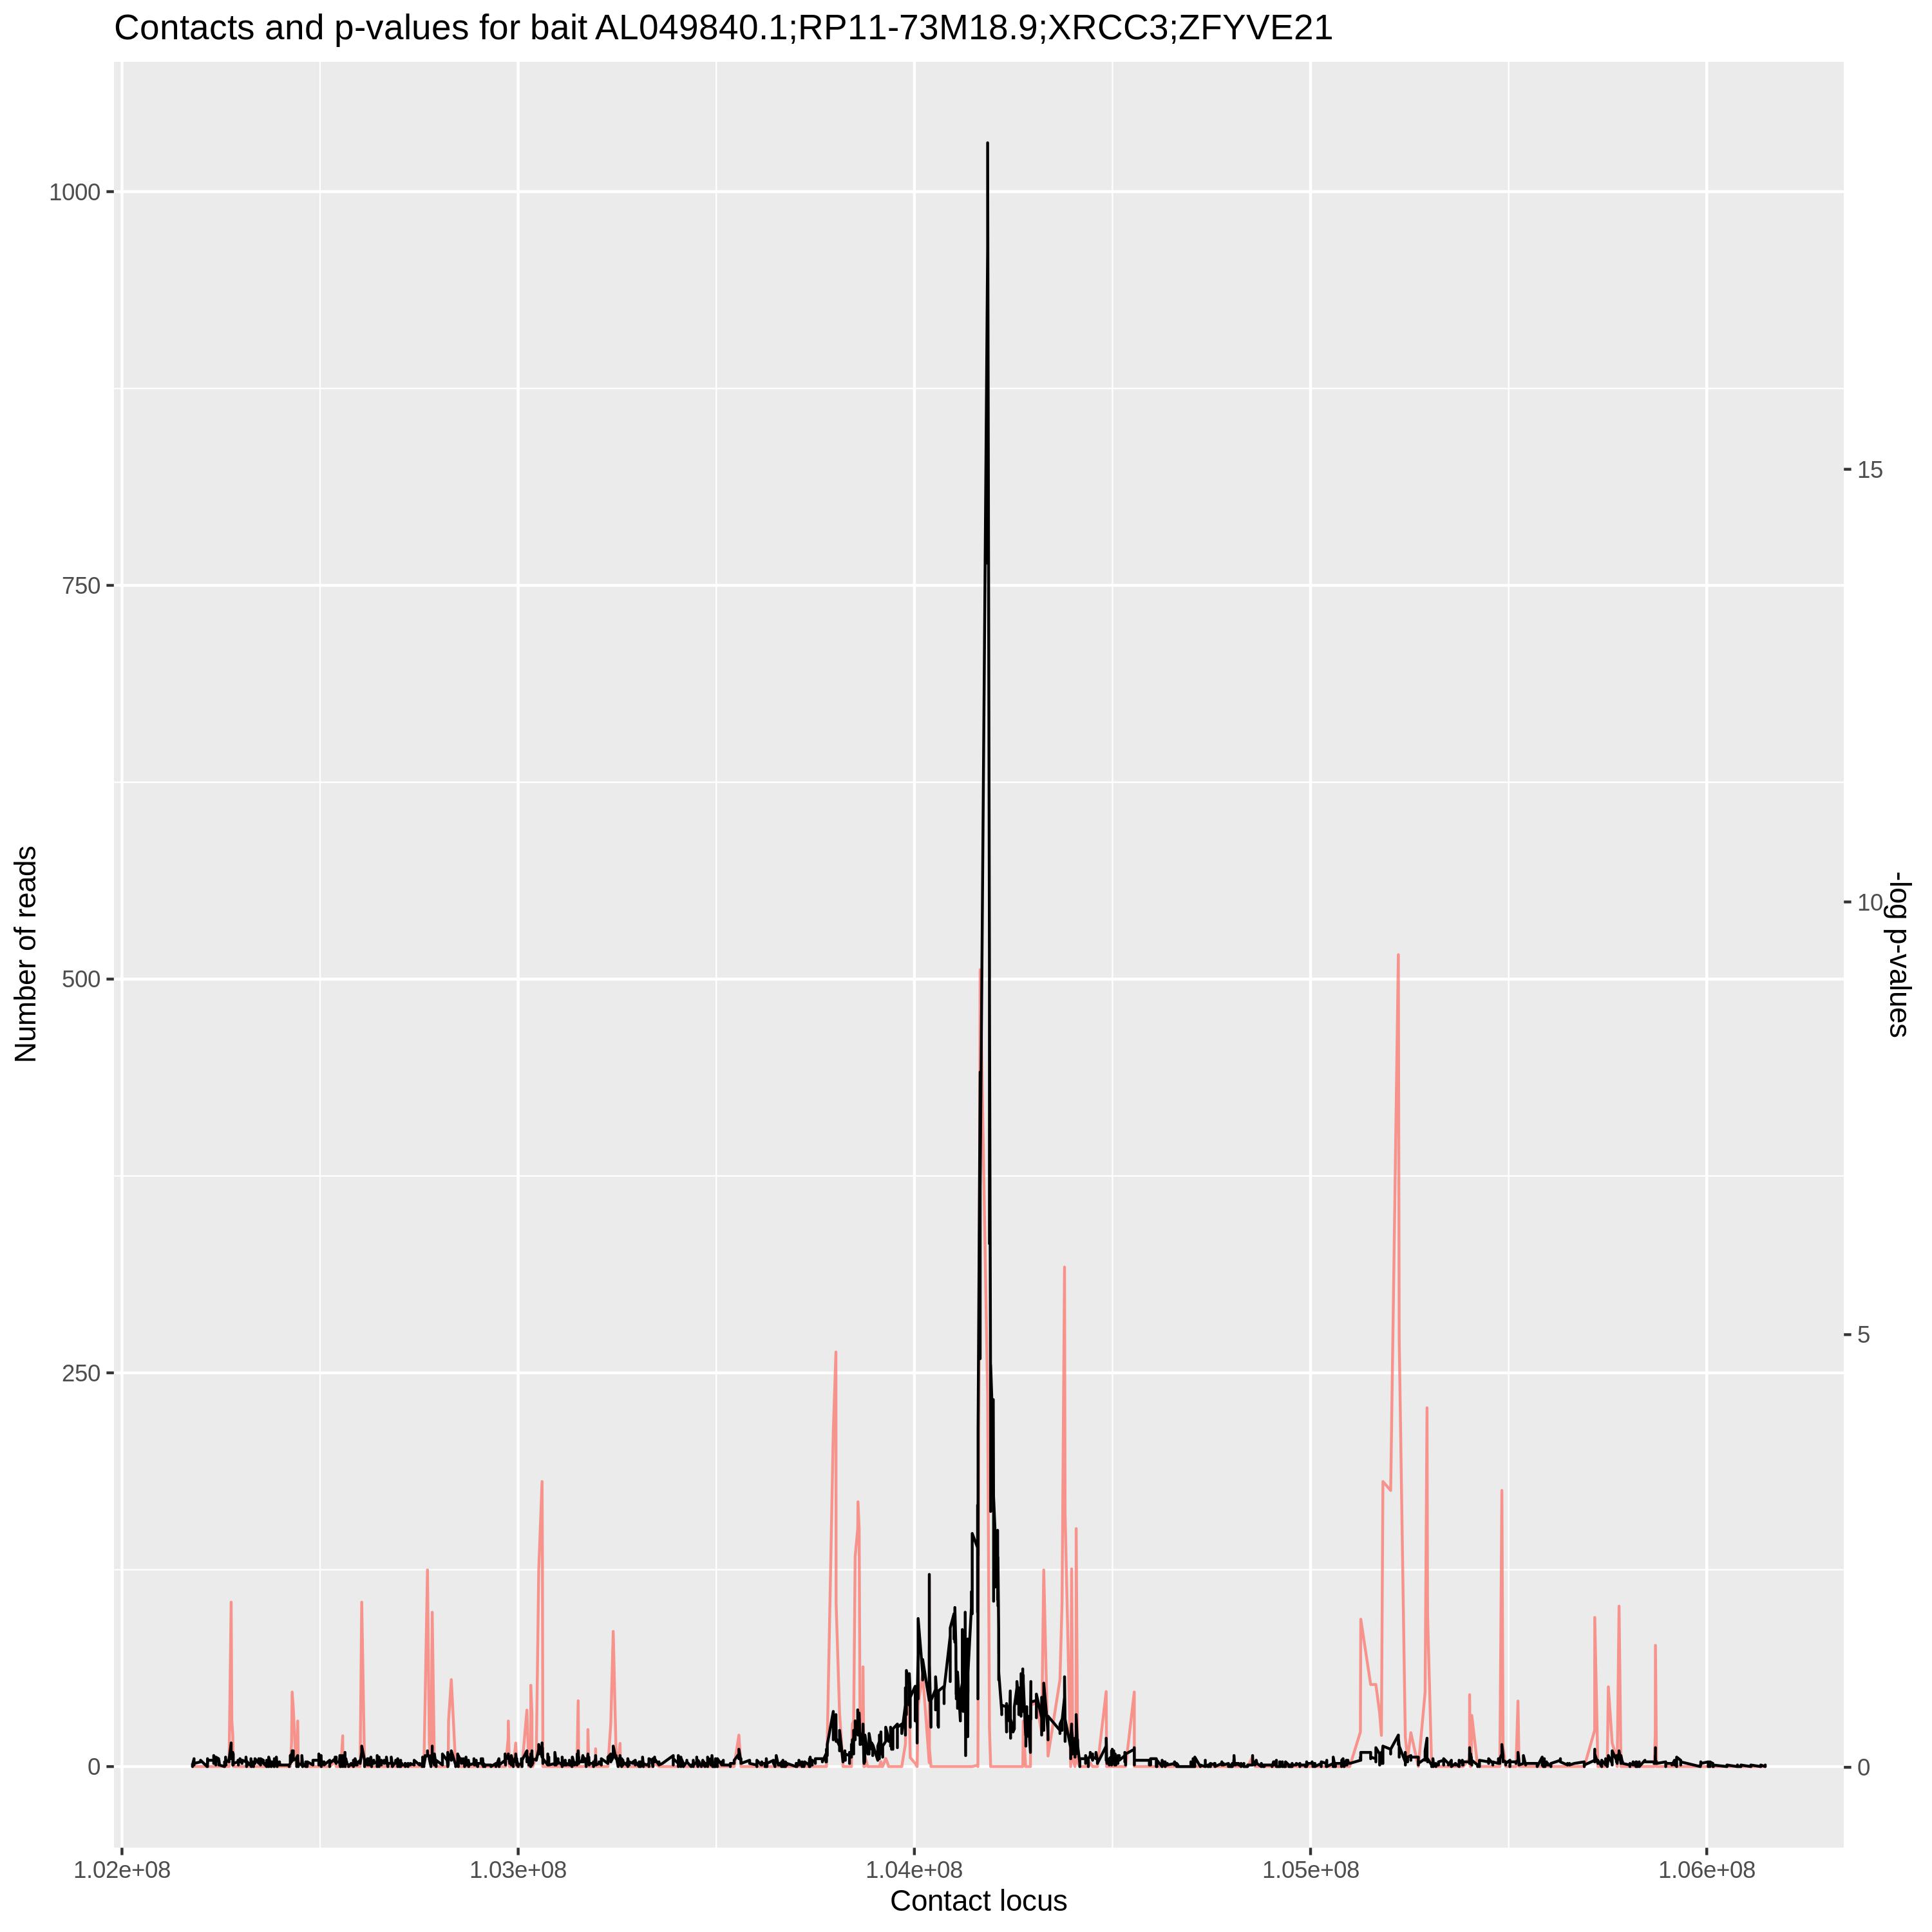 Contacts and p-values for bait AL049840.1;RP11-73M18.9;XRCC3;ZFYVE21
1000
750
500
250
0
Number of reads
15
10
5
0
-log p-values
1.02e+08
1.03e+08
1.04e+08
1.05e+08
1.06e+08
Contact locus